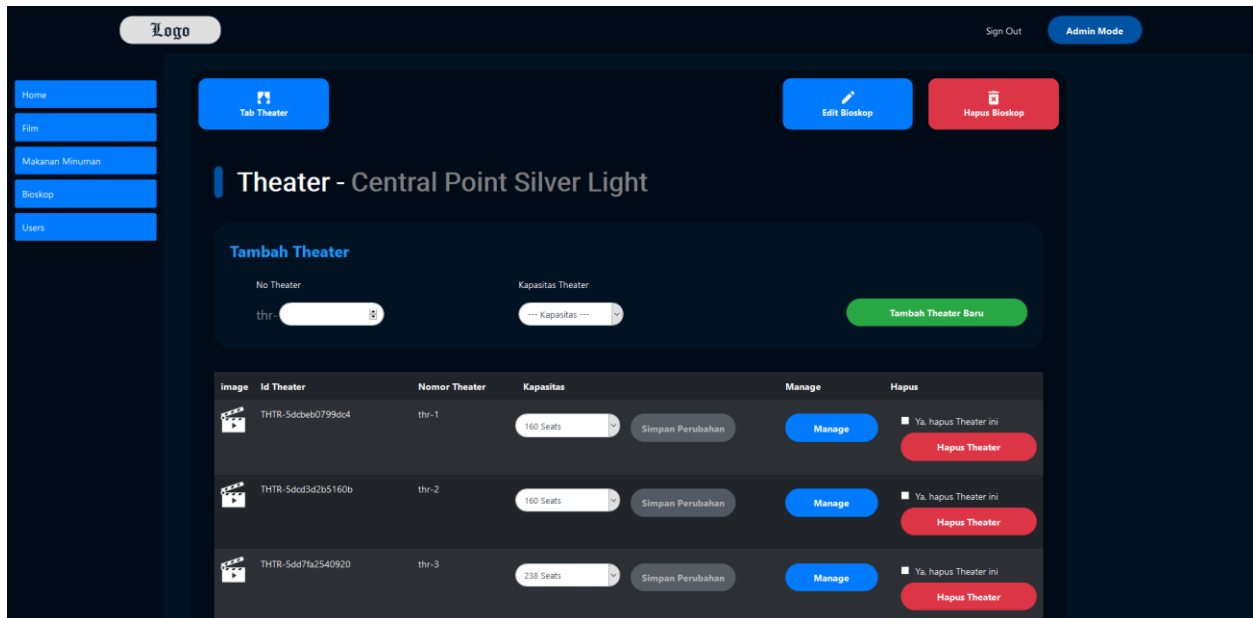 Logo
Sign Out
Admin Mode
Home
Film
Makanan Minuman
Bioskop
Users
Tab Theater
Edit Bioskop
Hapus Bioskop
Theater - Central Point Silver Light
Tambah Theater
No Theater
Kapasitas Theater
thr-
--- Kapasitas ---
Tambah Theater Baru
image Id Theater Nomor Theater Kapasitas Manage Hapus
THTR-5dcbeb0799dc4 thr-1
160 Seats Simpan Perubahan Manage
Ya, hapus Theater ini
Hapus Theater
THTR-5dcd3d2b5160b thr-2
160 Seats Simpan Perubahan Manage
Ya, hapus Theater ini
Hapus Theater
THTR-5dd7fa2540920 thr-3
238 Seats Simpan Perubahan Manage
Ya, hapus Theater ini
Hapus Theater